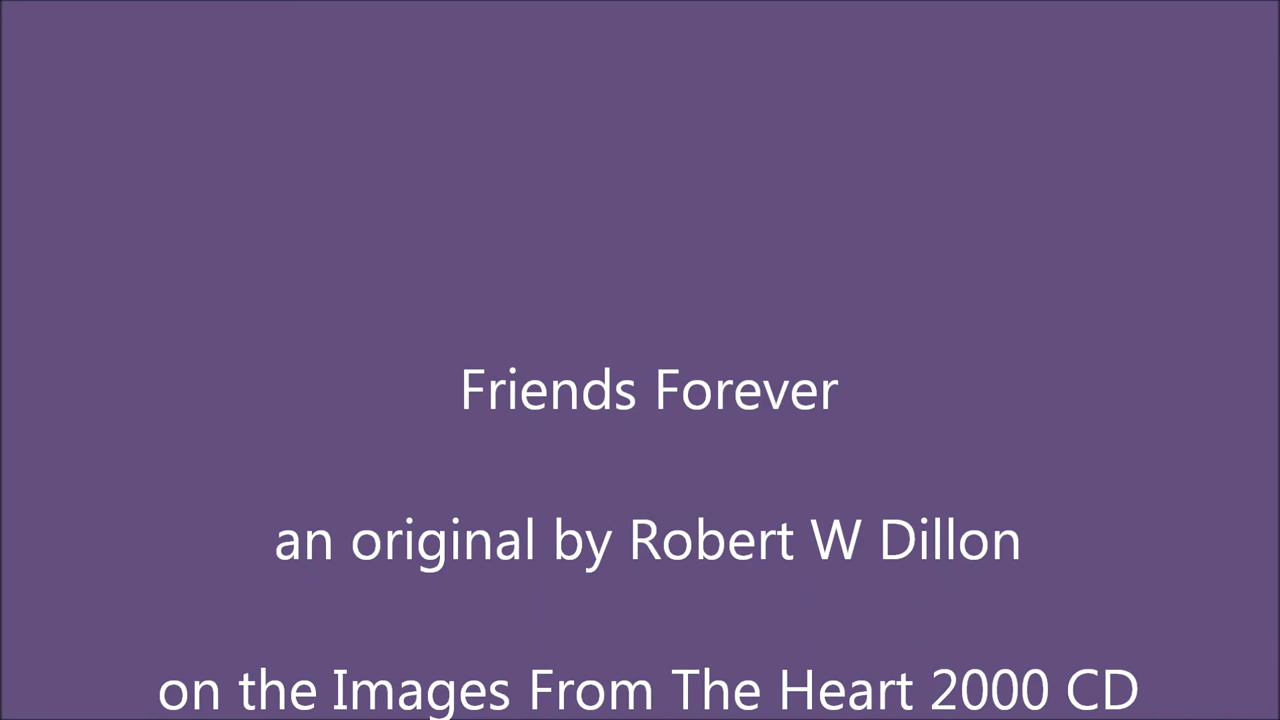 Friends Forever
an original by Robert W Dillon
on the Images From The Heart 2000 CD